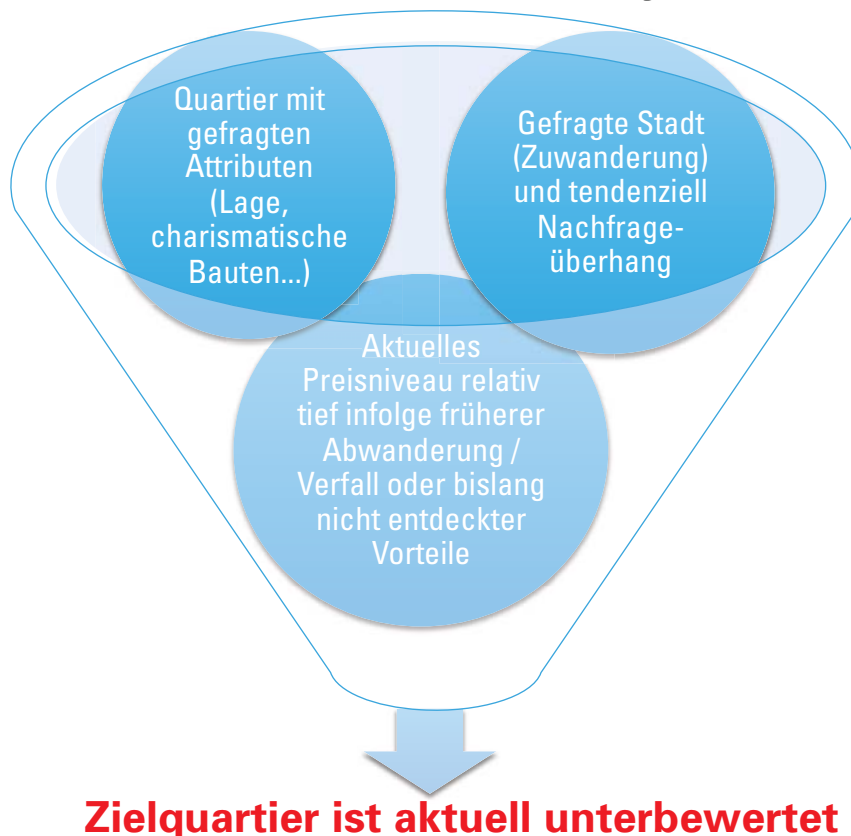 Quartier mit
gefragten
Attributen
(Lage,
charismatische
Bauten...)
Gefragte Stadt
(Zuwanderung)
und tendenziell
Nachfrage-
überhang
Aktuelles
Preisniveau relativ
tief infolge früherer
Abwanderung /
Verfall oder bislang
nicht entdeckter
Vorteile
Zielquartier ist aktuell unterbewertet